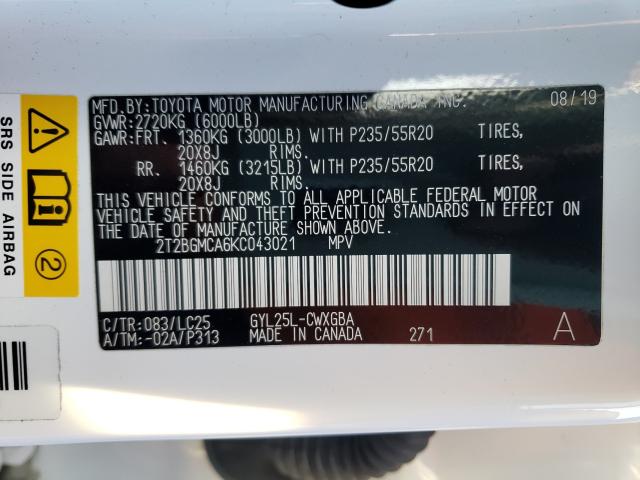 MFD.BY:TOYOTA MOTOR MANUFACTURING CANADA INC. 08/19
GVWR:2720KG (6000LB)
GAWR:FRT. 1360KG (3000LB) WITH P235/55R20 TIRES,
20X8J RIMS.
RR. 1460KG (3215LB) WITH P235/55R20 TIRES,
20X8J RIMS.
THIS VEHICLE CONFORMS TO ALL APPLICABLE FEDERAL MOTOR
VEHICLE SAFETY AND THEFT PREVENTION STANDARDS IN EFFECT ON
THE DATE OF MANUFACTURE SHOWN ABOVE.
2T2BGMCA6KC043021 MPV
C/TR:083/LC25 GYL25L-CWXGBA
A/TM:-02A/P313 MADE IN CANADA 271 A
SRS SIDE AIRBAG
2